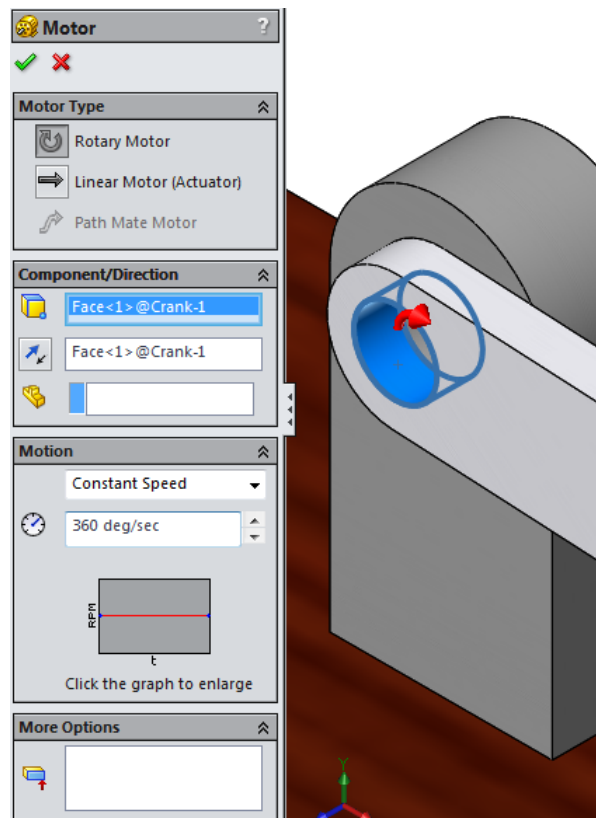 Motor ?
Motor Type
Rotary Motor
Linear Motor (Actuator)
Path Mate Motor
Component/Direction
Face<1>@Crank-1
Face<1>@Crank-1
Motion
Constant Speed
360 deg/sec
RPM
t
Click the graph to enlarge
More Options
Y